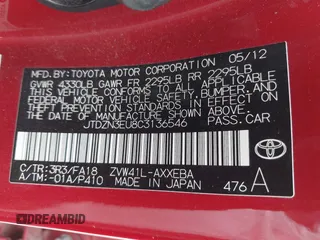 MFD. BY: TOYOTA MOTOR CORPORATION 05/12
GVWR 4330LB GAWR FR 2295LB RR 2295LB
THIS VEHICLE CONFORMS TO ALL APPLICABLE
FEDERAL MOTOR VEHICLE SAFETY, BUMPER, AND
THEFT PREVENTION STANDARDS IN EFFECT ON THE DATE OF
MANUFACTURE SHOWN ABOVE.
JTDZN3EU8C3136546 PASS. CAR
C/TR: 3R3/FA18 ZVW41L-AXXEBA
A/TM: -01A/P410 MADE IN JAPAN 476 A
TOYOTA
DREAMBID